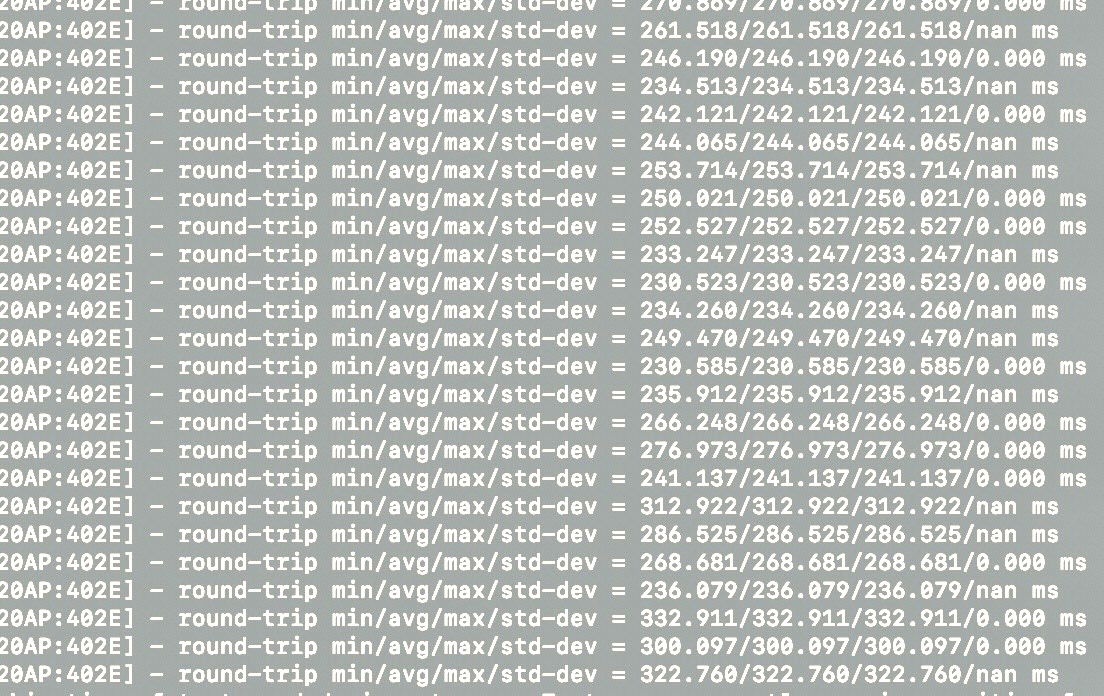 20AP:402E] - round-trip min/avg/max/std-dev = 270.869/270.869/270.869/0.000 ms
20AP:402E] - round-trip min/avg/max/std-dev = 261.518/261.518/261.518/nan ms
20AP:402E] - round-trip min/avg/max/std-dev = 246.190/246.190/246.190/0.000 ms
20AP:402E] - round-trip min/avg/max/std-dev = 234.513/234.513/234.513/nan ms
20AP:402E] - round-trip min/avg/max/std-dev = 242.121/242.121/242.121/0.000 ms
20AP:402E] - round-trip min/avg/max/std-dev = 244.065/244.065/244.065/nan ms
20AP:402E] - round-trip min/avg/max/std-dev = 253.714/253.714/253.714/nan ms
20AP:402E] - round-trip min/avg/max/std-dev = 250.021/250.021/250.021/0.000 ms
20AP:402E] - round-trip min/avg/max/std-dev = 252.527/252.527/252.527/0.000 ms
20AP:402E] - round-trip min/avg/max/std-dev = 233.247/233.247/233.247/nan ms
20AP:402E] - round-trip min/avg/max/std-dev = 230.523/230.523/230.523/0.000 ms
20AP:402E] - round-trip min/avg/max/std-dev = 234.260/234.260/234.260/nan ms
20AP:402E] - round-trip min/avg/max/std-dev = 249.470/249.470/249.470/nan ms
20AP:402E] - round-trip min/avg/max/std-dev = 230.585/230.585/230.585/0.000 ms
20AP:402E] - round-trip min/avg/max/std-dev = 235.912/235.912/235.912/nan ms
20AP:402E] - round-trip min/avg/max/std-dev = 266.248/266.248/266.248/0.000 ms
20AP:402E] - round-trip min/avg/max/std-dev = 276.973/276.973/276.973/0.000 ms
20AP:402E] - round-trip min/avg/max/std-dev = 241.137/241.137/241.137/0.000 ms
20AP:402E] - round-trip min/avg/max/std-dev = 312.922/312.922/312.922/nan ms
20AP:402E] - round-trip min/avg/max/std-dev = 286.525/286.525/286.525/nan ms
20AP:402E] - round-trip min/avg/max/std-dev = 268.681/268.681/268.681/0.000 ms
20AP:402E] - round-trip min/avg/max/std-dev = 236.079/236.079/236.079/nan ms
20AP:402E] - round-trip min/avg/max/std-dev = 332.911/332.911/332.911/0.000 ms
20AP:402E] - round-trip min/avg/max/std-dev = 300.097/300.097/300.097/0.000 ms
20AP:402E] - round-trip min/avg/max/std-dev = 322.760/322.760/322.760/nan ms